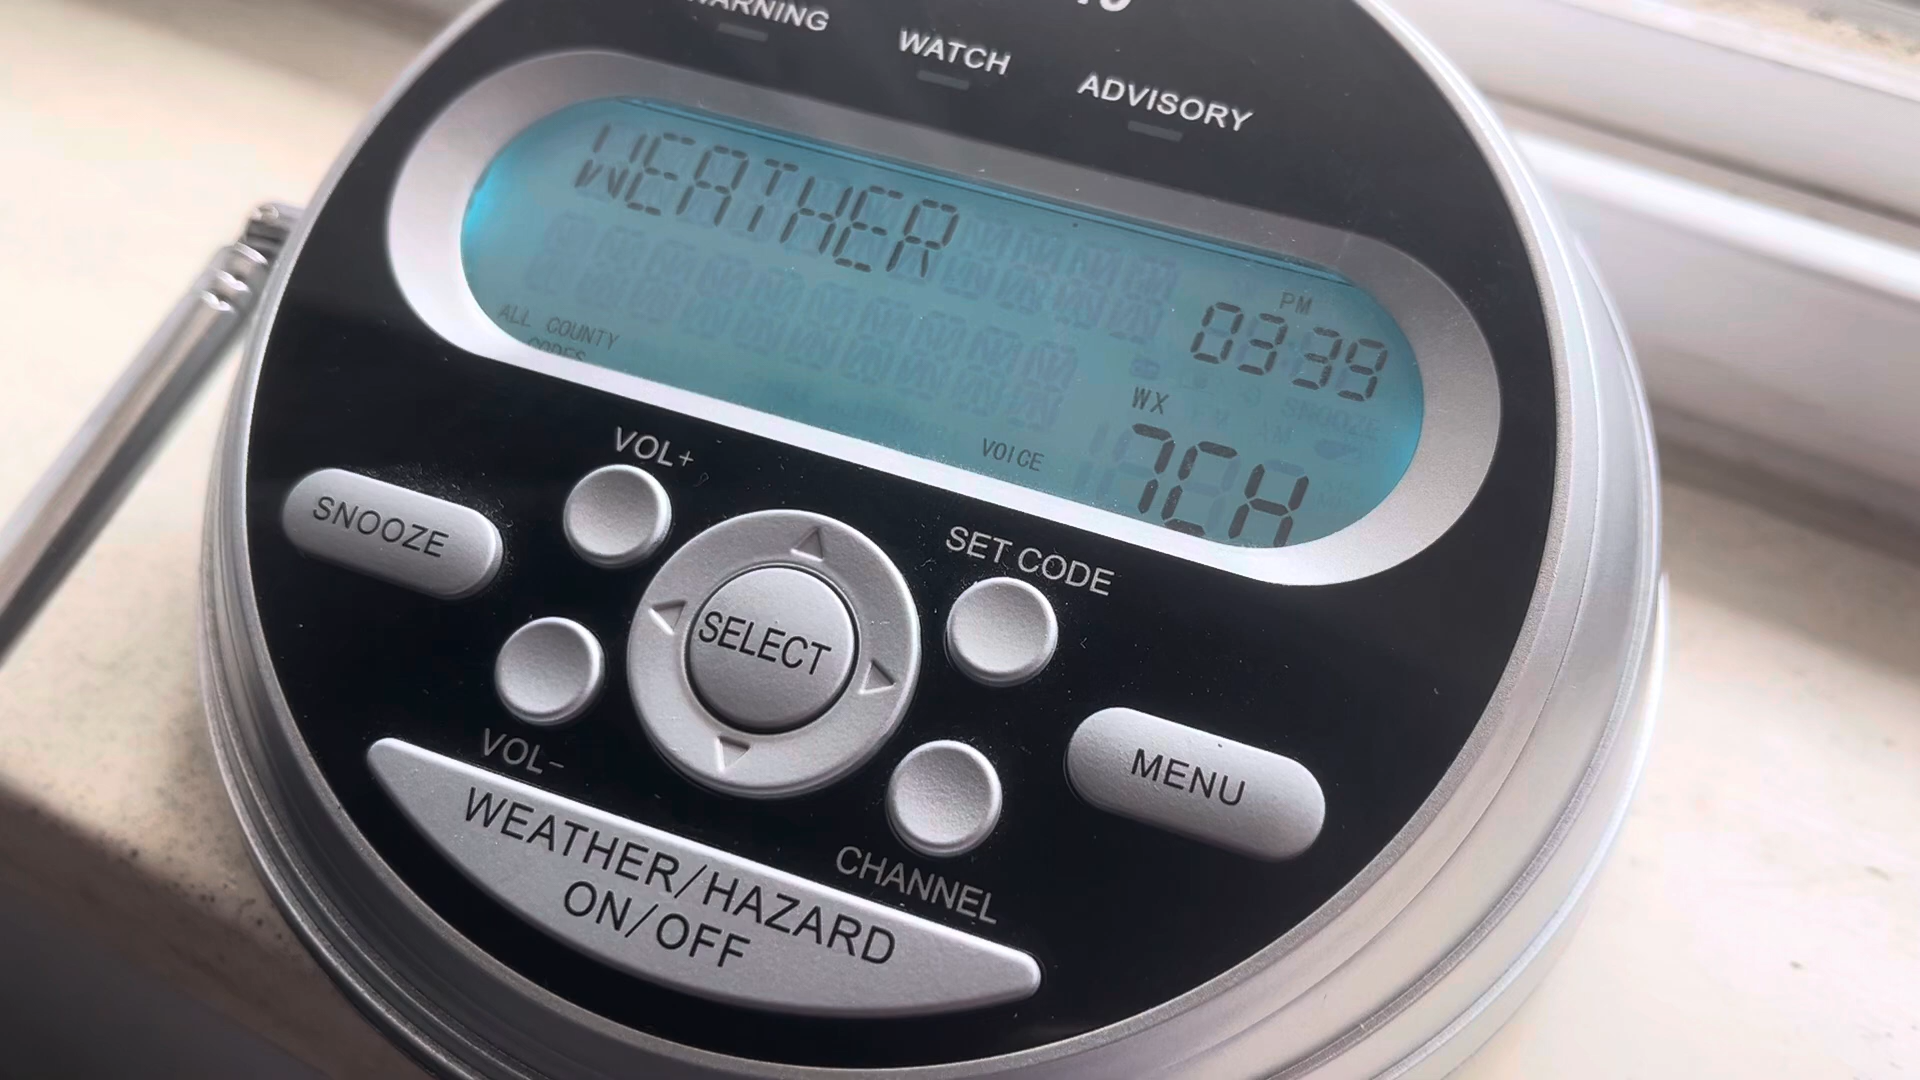 WARNING
WATCH
ADVISORY
WEATHER
PM
03 39
ALL COUNTY
CODES
WX
SNOOZE
VOICE
7CH
VOL+
SNOOZE
SET CODE
SELECT
VOL-
MENU
CHANNEL
WEATHER/HAZARD
ON/OFF